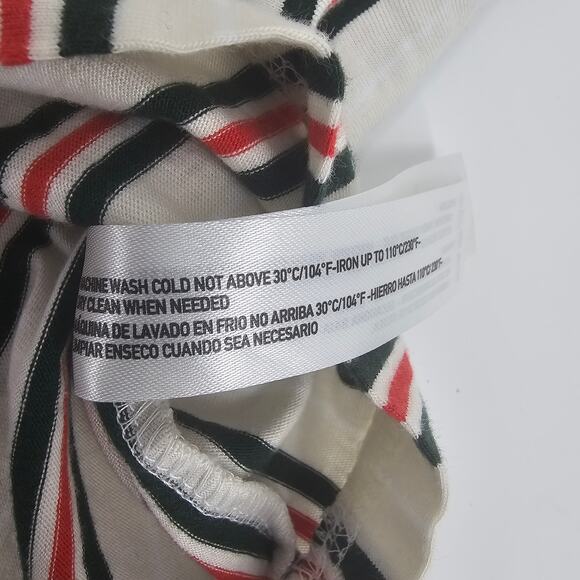 MACHINE WASH COLD NOT ABOVE 30°C/104°F-IRON UP TO 110°C/230°F-
DRY CLEAN WHEN NEEDED
MAQUINA DE LAVADO EN FRIO NO ARRIBA 30°C/104°F -HIERRO HASTA 110°C/230°F-
LIMPIAR ENSECO CUANDO SEA NECESARIO